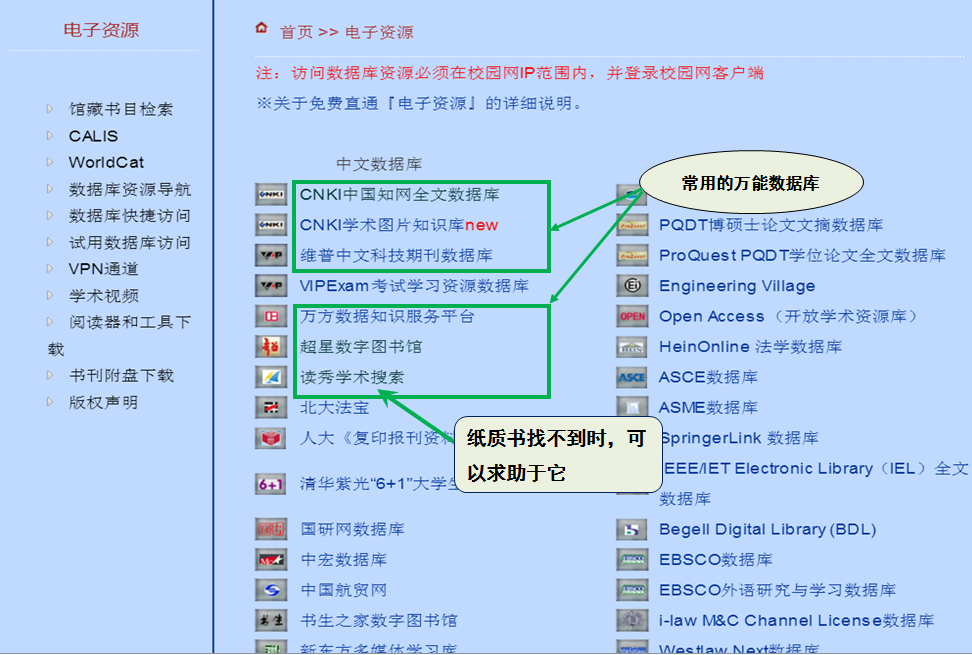 电子资源
馆藏书目检索
CALIS
WorldCat
数据库资源导航
数据库快捷访问
试用数据库访问
VPN通道
学术视频
阅读器和工具下
载
书刊附盘下载
版权声明
首页 >> 电子资源
注：访问数据库资源必须在校园网IP范围内，并登录校园网客户端
※关于免费直通『电子资源』的详细说明。
中文数据库
CNKI CNKI中国知网全文数据库
CNKI CNKI学术图片知识库new
维普中文科技期刊数据库
VIPExam考试学习资源数据库
万方数据知识服务平台
超星数字图书馆
读秀学术搜索
北大法宝
人大《复印报刊资料
6+1 清华紫光“6+1”大学生
国研网数据库
中宏数据库
中国航贸网
书生 书生之家数字图书馆
新东方多媒体学习库
常用的万能数据库
PQDT博硕士论文文摘数据库
ProQuest PQDT学位论文全文数据库
Ei Engineering Village
OPEN Open Access（开放学术资源库）
HeinOnline 法学数据库
ASCE ASCE数据库
ASME数据库
SpringerLink 数据库
IEEE/IET Electronic Library（IEL）全文
数据库
Begell Digital Library (BDL)
EBSCO数据库
EBSCO外语研究与学习数据库
i-law M&C Channel License数据库
Westlaw Next数据库
纸质书找不到时，可
以求助于它